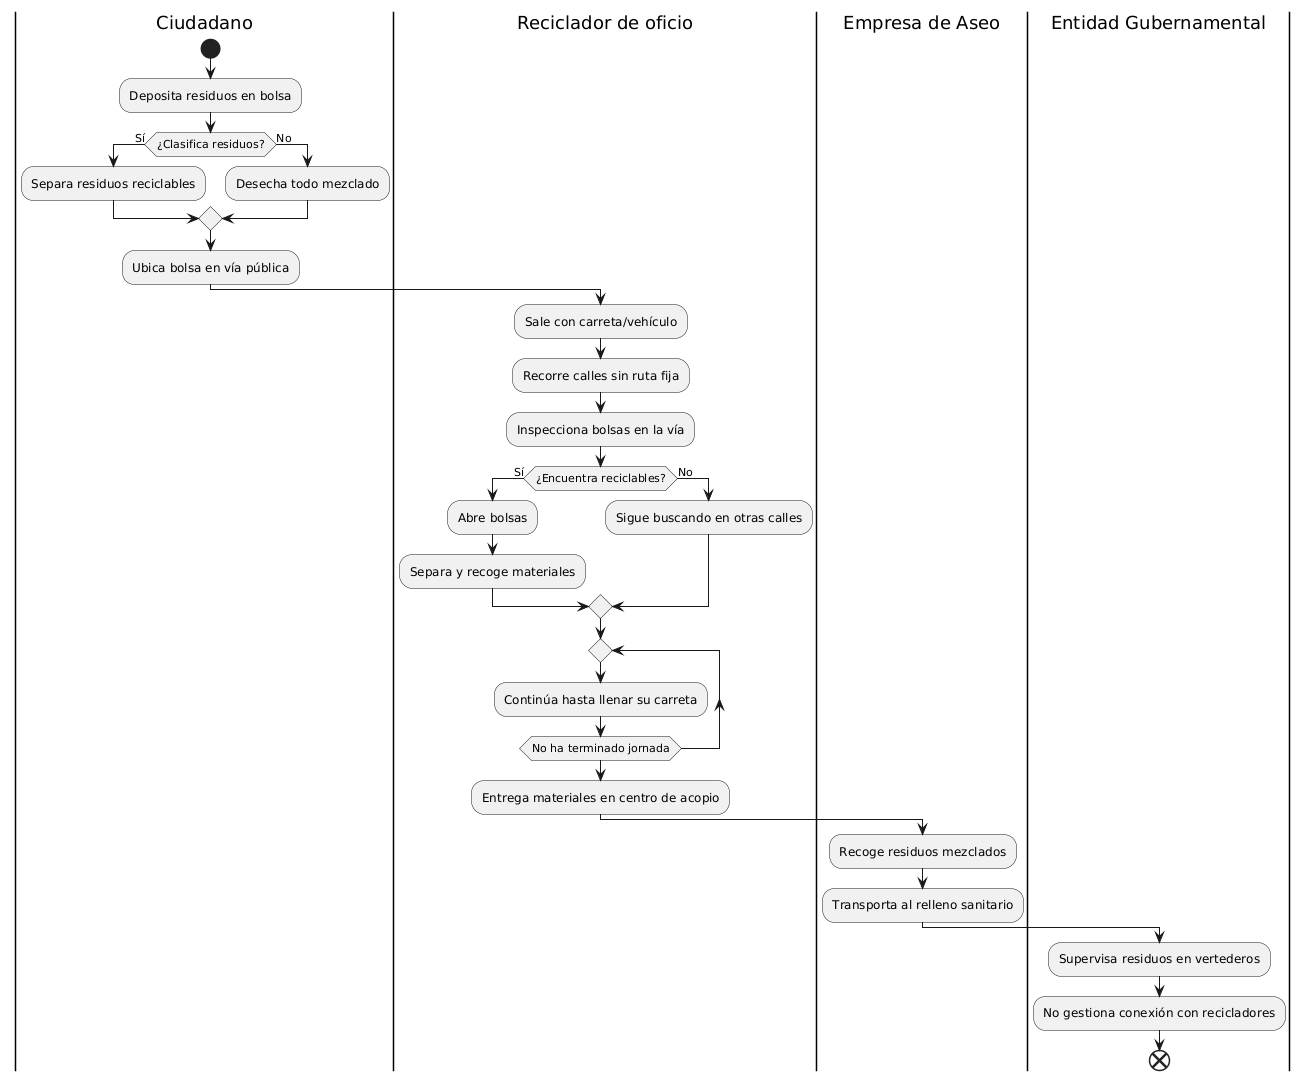 Ciudadano
Reciclador de oficio
Empresa de Aseo
Entidad Gubernamental
Deposita residuos en bolsa
¿Clasifica residuos?
Sí
No
Separa residuos reciclables
Desecha todo mezclado
Ubica bolsa en vía pública
Sale con carreta/vehículo
Recorre calles sin ruta fija
Inspecciona bolsas en la vía
¿Encuentra reciclables?
Sí
No
Abre bolsas
Sigue buscando en otras calles
Separa y recoge materiales
Continúa hasta llenar su carreta
No ha terminado jornada
Entrega materiales en centro de acopio
Recoge residuos mezclados
Transporta al relleno sanitario
Supervisa residuos en vertederos
No gestiona conexión con recicladores